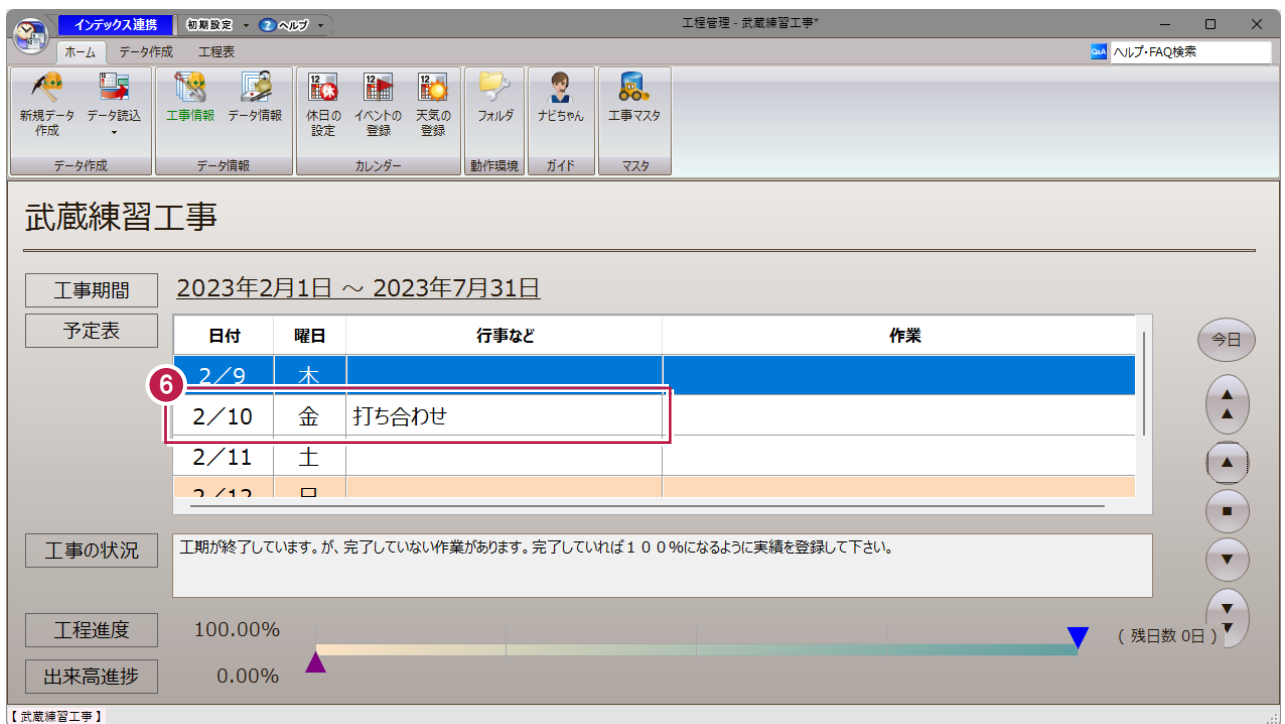 インデックス連携 初期設定 ヘルプ 工程管理 - 武蔵練習工事*
ホーム データ作成 工程表 Q&A ヘルプ・FAQ検索
新規データ作成 データ読込 工事情報 データ情報 休日の設定 イベントの登録 天気の登録 フォルダ ナビちゃん 工事マスタ
データ作成 データ情報 カレンダー 動作環境 ガイド マスタ
武蔵練習工事
工事期間 2023年2月1日 ～ 2023年7月31日
予定表 日付 曜日 行事など 作業 今日
2／9 木
6
2／10 金 打ち合わせ
2／11 土
2／12 日
工事の状況 工期が終了しています。が、完了していない作業があります。完了していれば１００％になるように実績を登録して下さい。
工程進度 100.00% ( 残日数 0日 )
出来高進捗 0.00%
【 武蔵練習工事 】